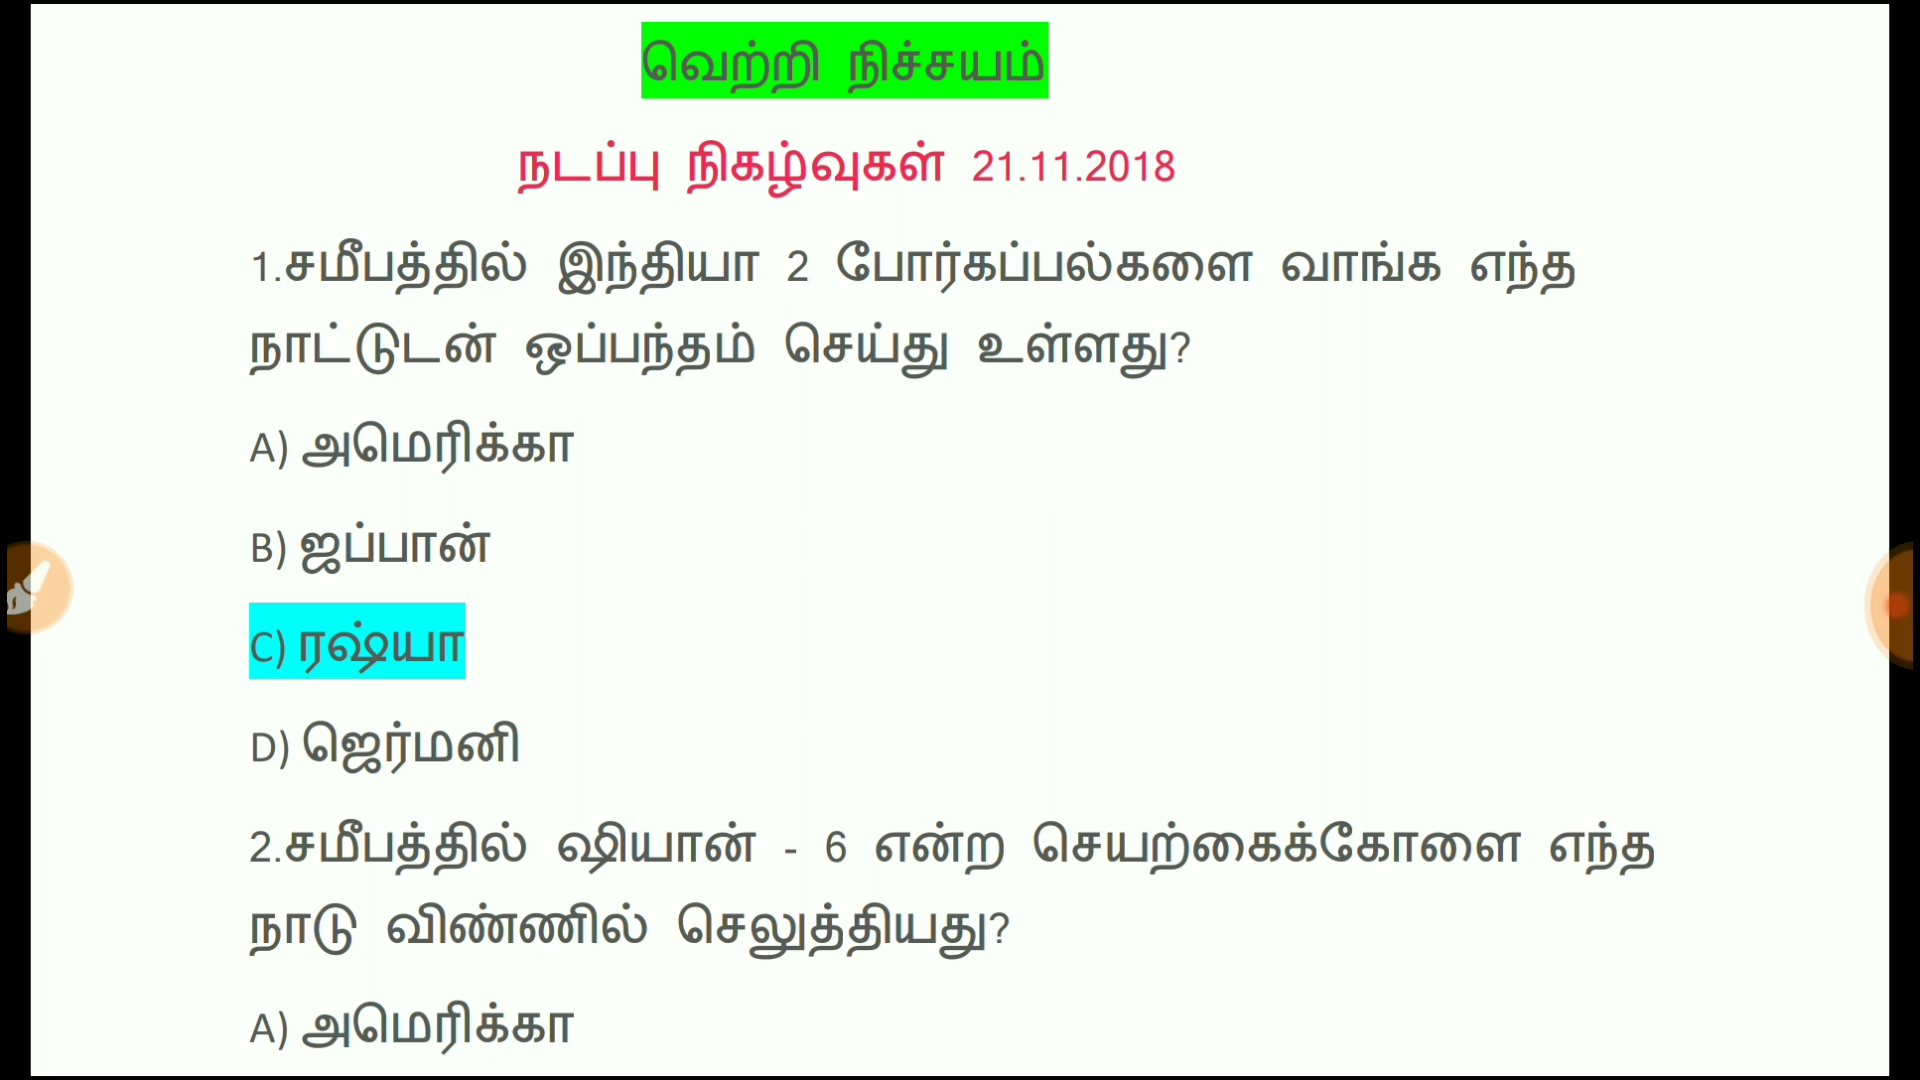 வெற்றி நிச்சயம்
நடப்பு நிகழ்வுகள் 21.11.2018
1.சமீபத்தில் இந்தியா 2 போர்கப்பல்களை வாங்க எந்த
நாட்டுடன் ஒப்பந்தம் செய்து உள்ளது?
A) அமெரிக்கா
B) ஜப்பான்
C) ரஷ்யா
D) ஜெர்மனி
2.சமீபத்தில் ஷியான் - 6 என்ற செயற்கைக்கோளை எந்த
நாடு விண்ணில் செலுத்தியது?
A) அமெரிக்கா